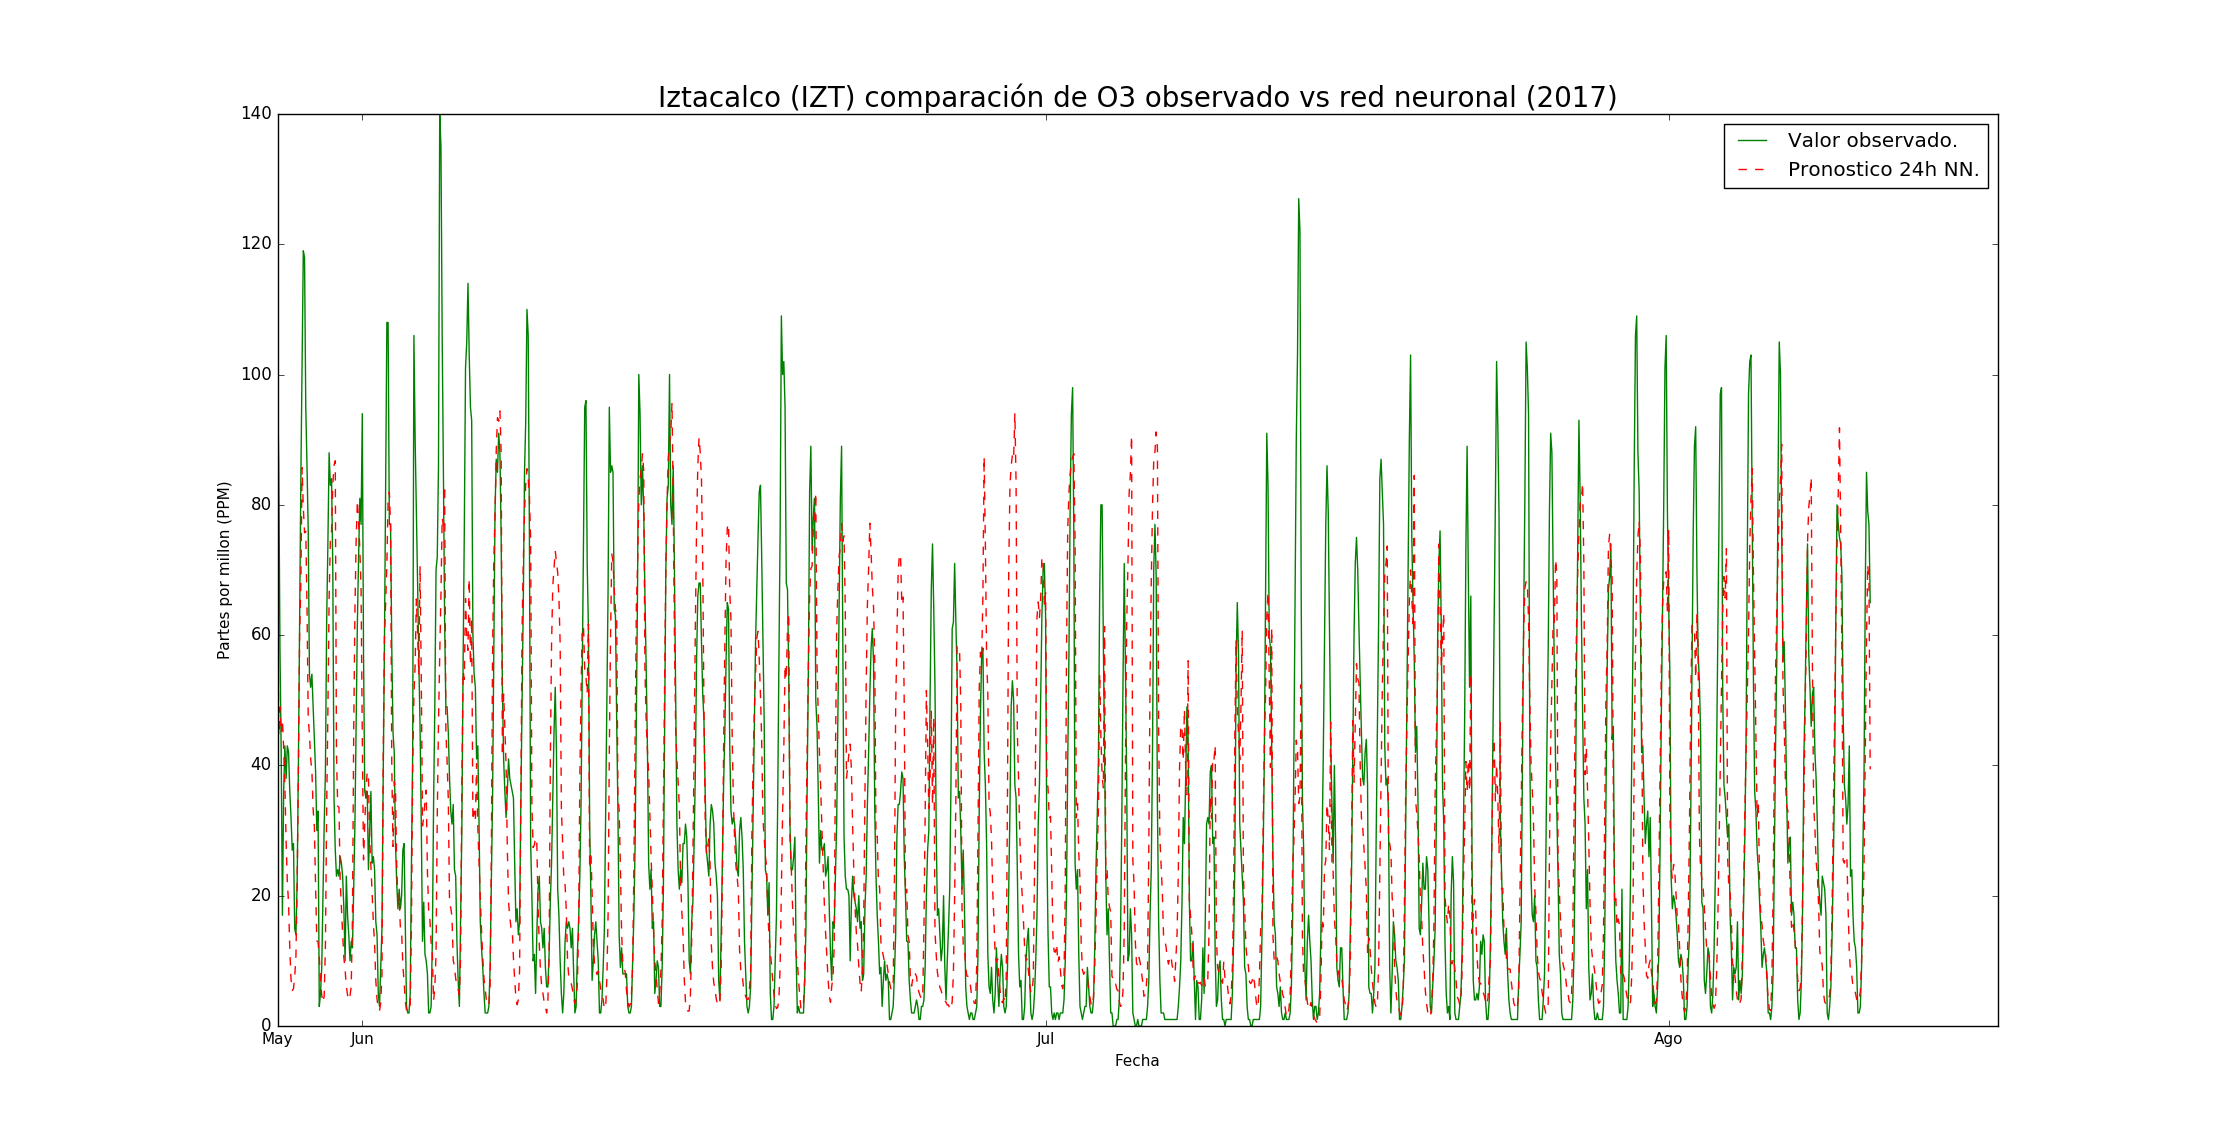 Iztacalco (IZT) comparación de O3 observado vs red neuronal (2017)
Valor observado.
Pronostico 24h NN.
Partes por millon (PPM)
140
120
100
80
60
40
20
0
May
Jun
Jul
Ago
Fecha